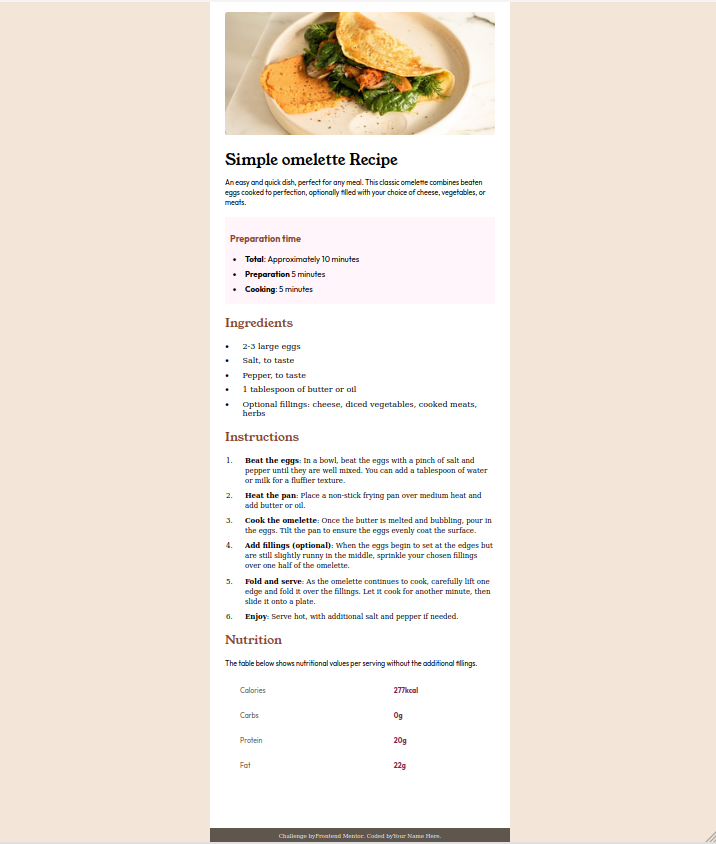 Simple omelette Recipe
An easy and quick dish, perfect for any meal. This classic omelette combines beaten
eggs cooked to perfection, optionally filled with your choice of cheese, vegetables, or
meats.
Preparation time
• Total: Approximately 10 minutes
• Preparation 5 minutes
• Cooking: 5 minutes
Ingredients
• 2-3 large eggs
• Salt, to taste
• Pepper, to taste
• 1 tablespoon of butter or oil
• Optional fillings: cheese, diced vegetables, cooked meats,
herbs
Instructions
1. Beat the eggs: In a bowl, beat the eggs with a pinch of salt and
pepper until they are well mixed. You can add a tablespoon of water
or milk for a fluffier texture.
2. Heat the pan: Place a non-stick frying pan over medium heat and
add butter or oil.
3. Cook the omelette: Once the butter is melted and bubbling, pour in
the eggs. Tilt the pan to ensure the eggs evenly coat the surface.
4. Add fillings (optional): When the eggs begin to set at the edges but
are still slightly runny in the middle, sprinkle your chosen fillings
over one half of the omelette.
5. Fold and serve: As the omelette continues to cook, carefully lift one
edge and fold it over the fillings. Let it cook for another minute, then
slide it onto a plate.
6. Enjoy: Serve hot, with additional salt and pepper if needed.
Nutrition
The table below shows nutritional values per serving without the additional fillings.
Calories 277kcal
Carbs 0g
Protein 20g
Fat 22g
Challenge byFrontend Mentor. Coded byYour Name Here.